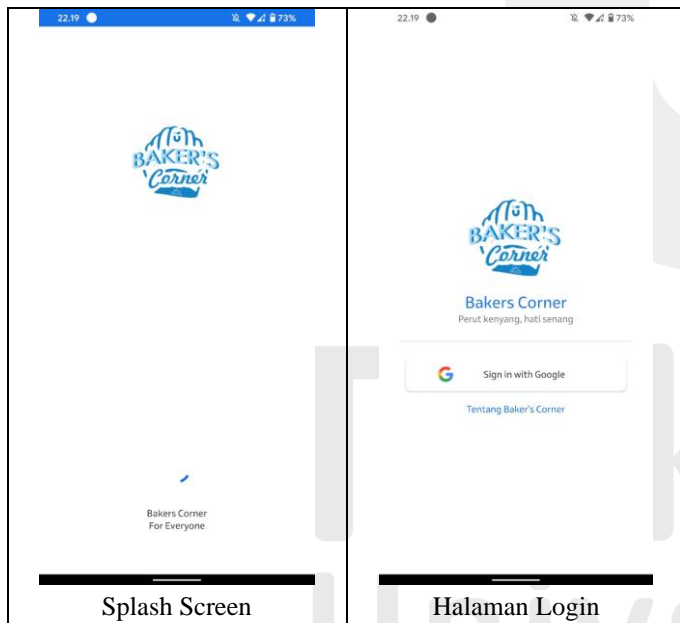 22.19
73%
BAKER'S
Corner
Bakers Corner
For Everyone
Splash Screen
22.19
73%
BAKER'S
Corner
Bakers Corner
Perut kenyang, hati senang
Sign in with Google
Tentang Baker's Corner
Halaman Login